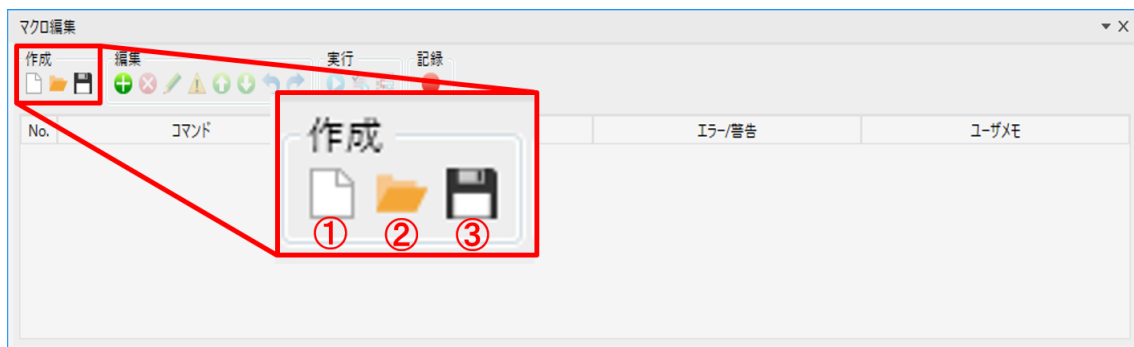 マクロ編集
作成 編集 実行 記録
No. コマンド エラー/警告 ユーザメモ
作成
① ② ③